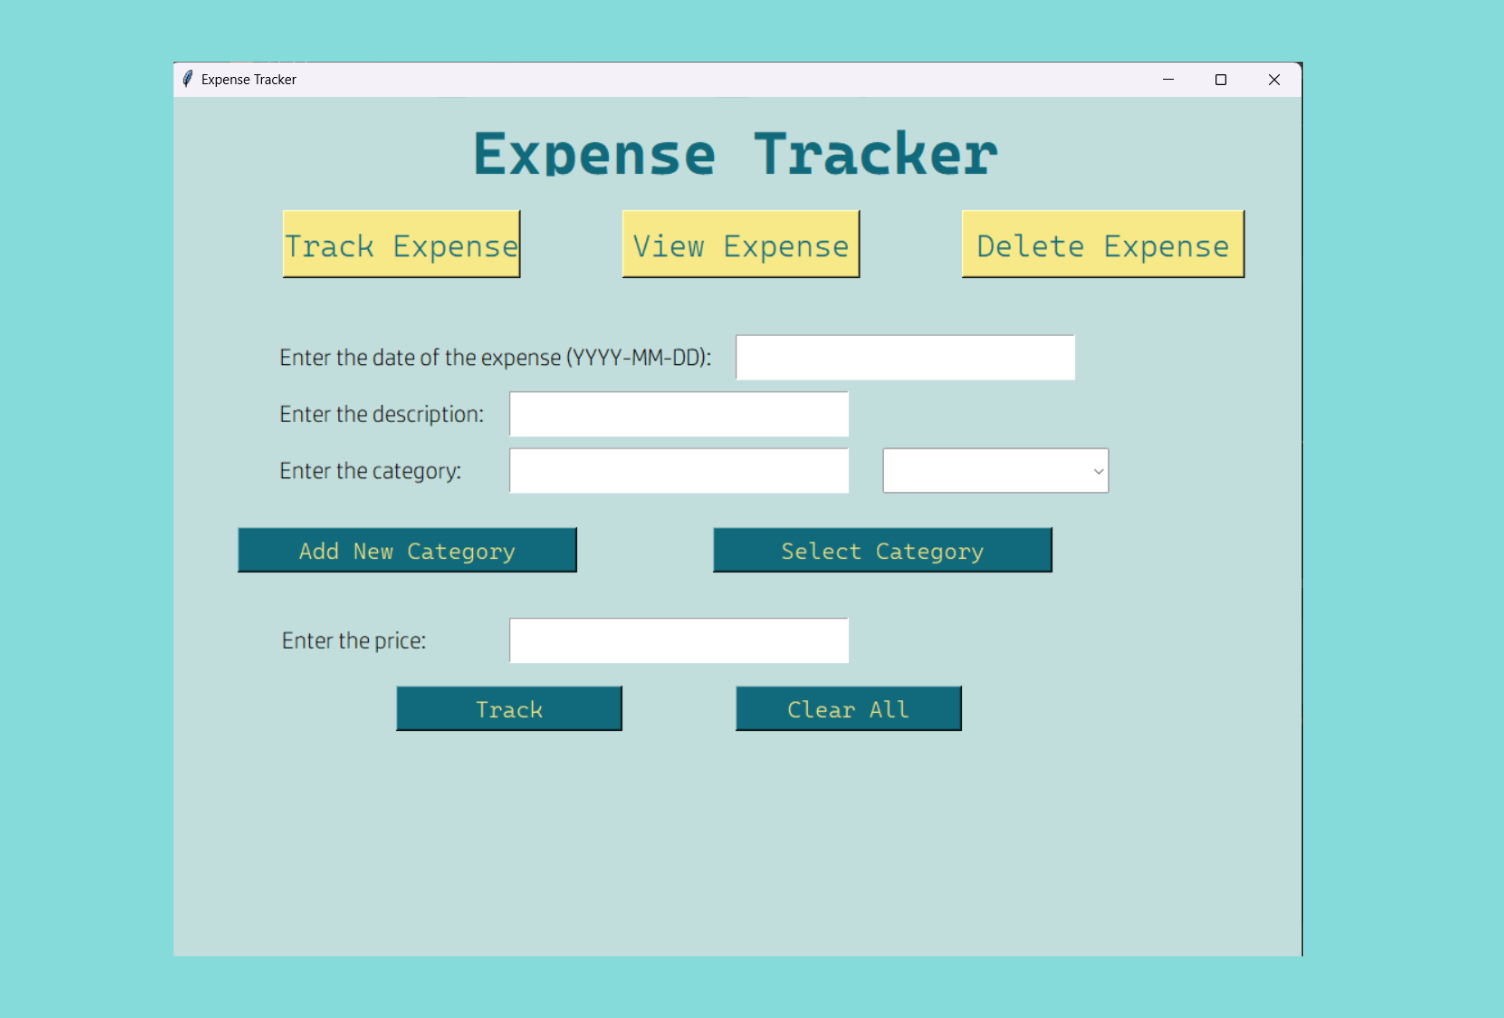 Expense Tracker
Expense Tracker
Track Expense View Expense Delete Expense
Enter the date of the expense (YYYY-MM-DD):
Enter the description:
Enter the category:
Add New Category Select Category
Enter the price:
Track Clear All